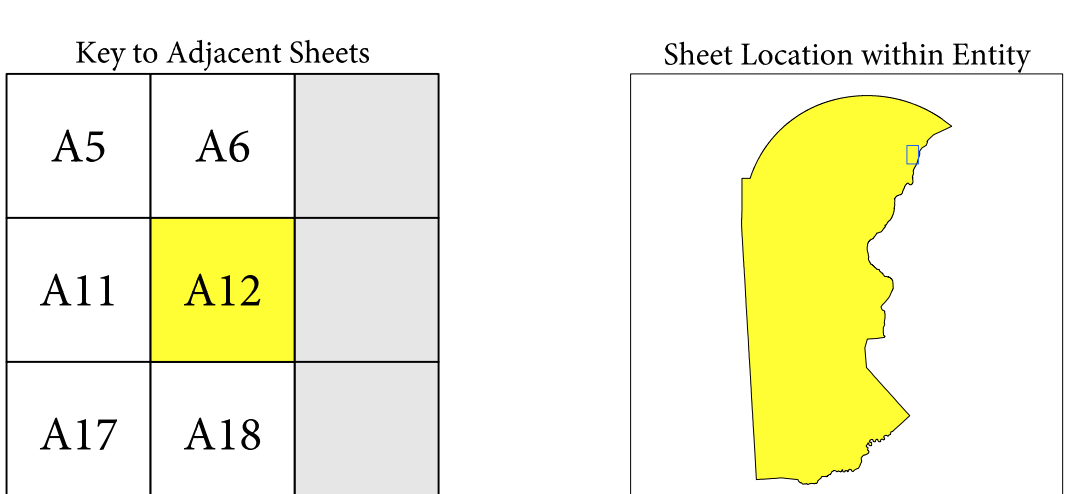 Key to Adjacent Sheets
Sheet Location within Entity
A5 A6
A11 A12
A17 A18